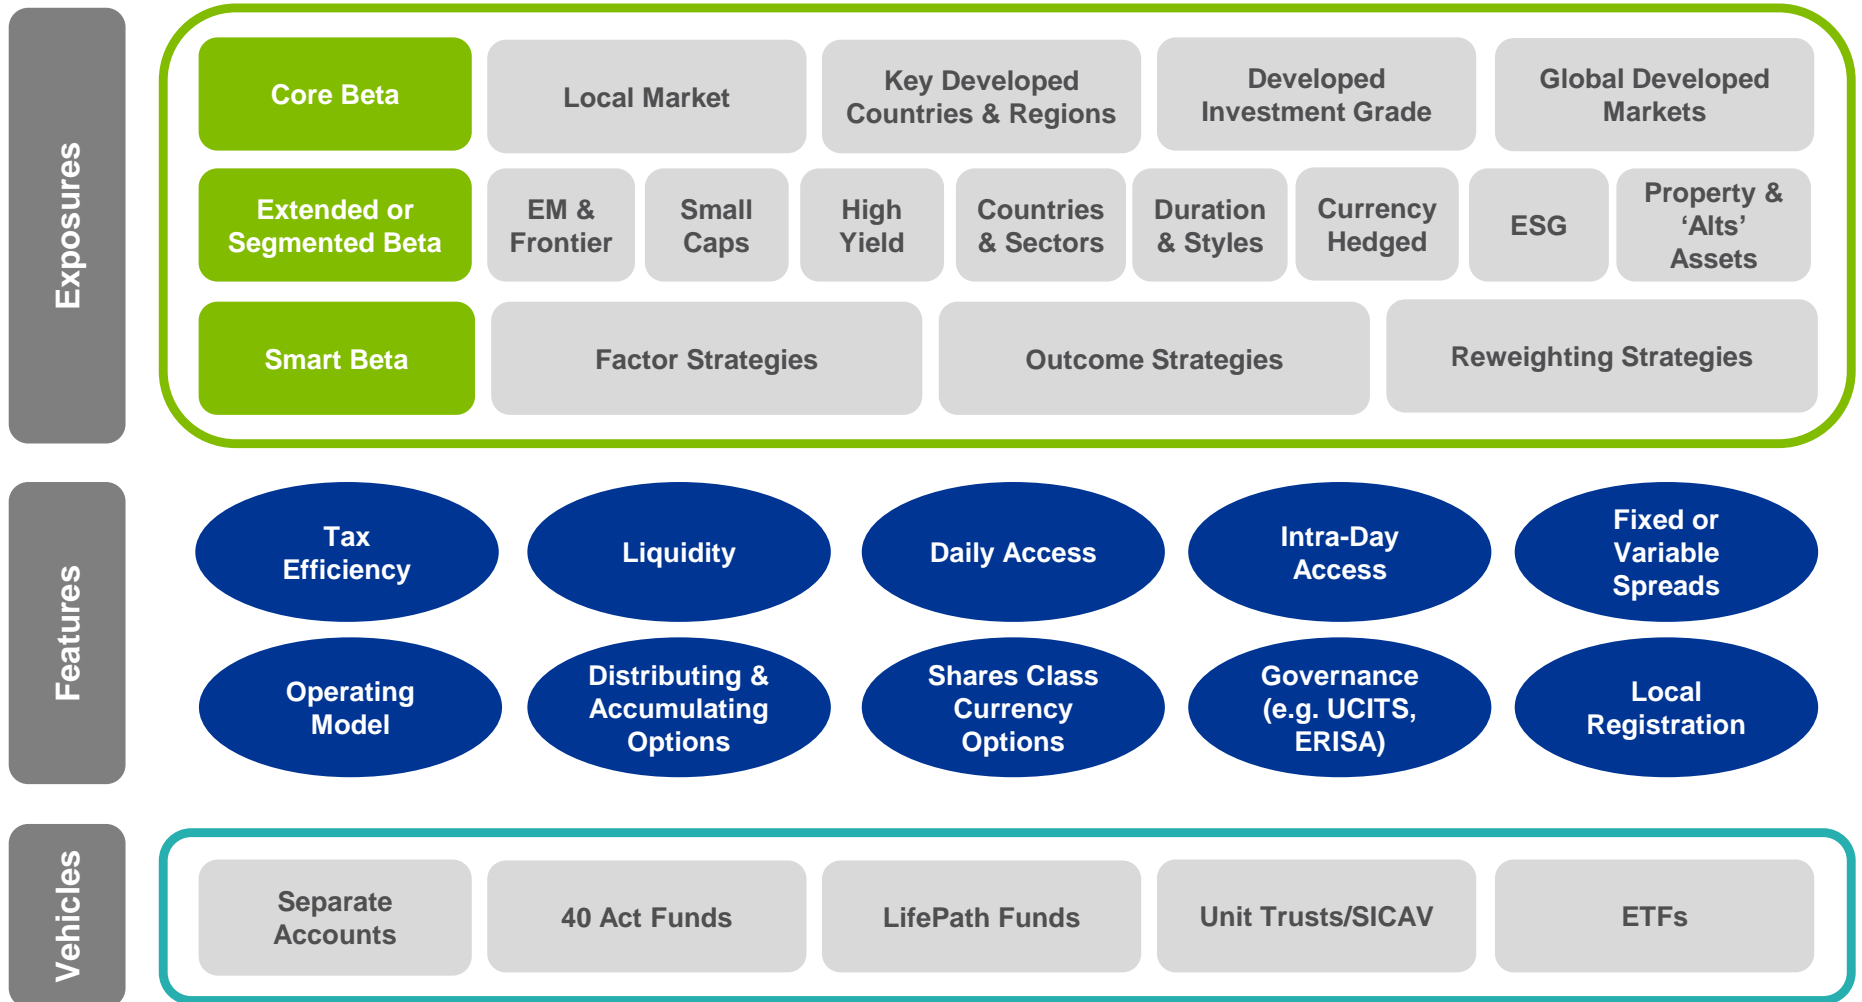 Exposures
Core Beta
Local Market
Key Developed
Countries & Regions
Developed
Investment Grade
Global Developed
Markets
Extended or
Segmented Beta
EM &
Frontier
Small
Caps
High
Yield
Countries
& Sectors
Duration
& Styles
Currency
Hedged
ESG
Property &
‘Alts’
Assets
Smart Beta
Factor Strategies
Outcome Strategies
Reweighting Strategies
Features
Tax
Efficiency
Liquidity
Daily Access
Intra-Day
Access
Fixed or
Variable
Spreads
Operating
Model
Distributing &
Accumulating
Options
Shares Class
Currency
Options
Governance
(e.g. UCITS,
ERISA)
Local
Registration
Vehicles
Separate
Accounts
40 Act Funds
LifePath Funds
Unit Trusts/SICAV
ETFs